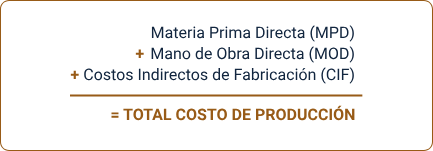 Materia Prima Directa (MPD)
+ Mano de Obra Directa (MOD)
+ Costos Indirectos de Fabricación (CIF)
= TOTAL COSTO DE PRODUCCIÓN